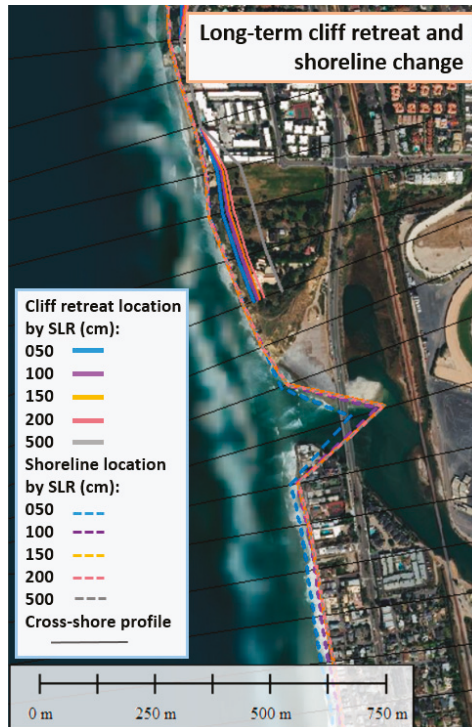 Long-term cliff retreat and
shoreline change
Cliff retreat location
by SLR (cm):
050
100
150
200
500
Shoreline location
by SLR (cm):
050
100
150
200
500
Cross-shore profile
0 m 250 m 500 m 750 m